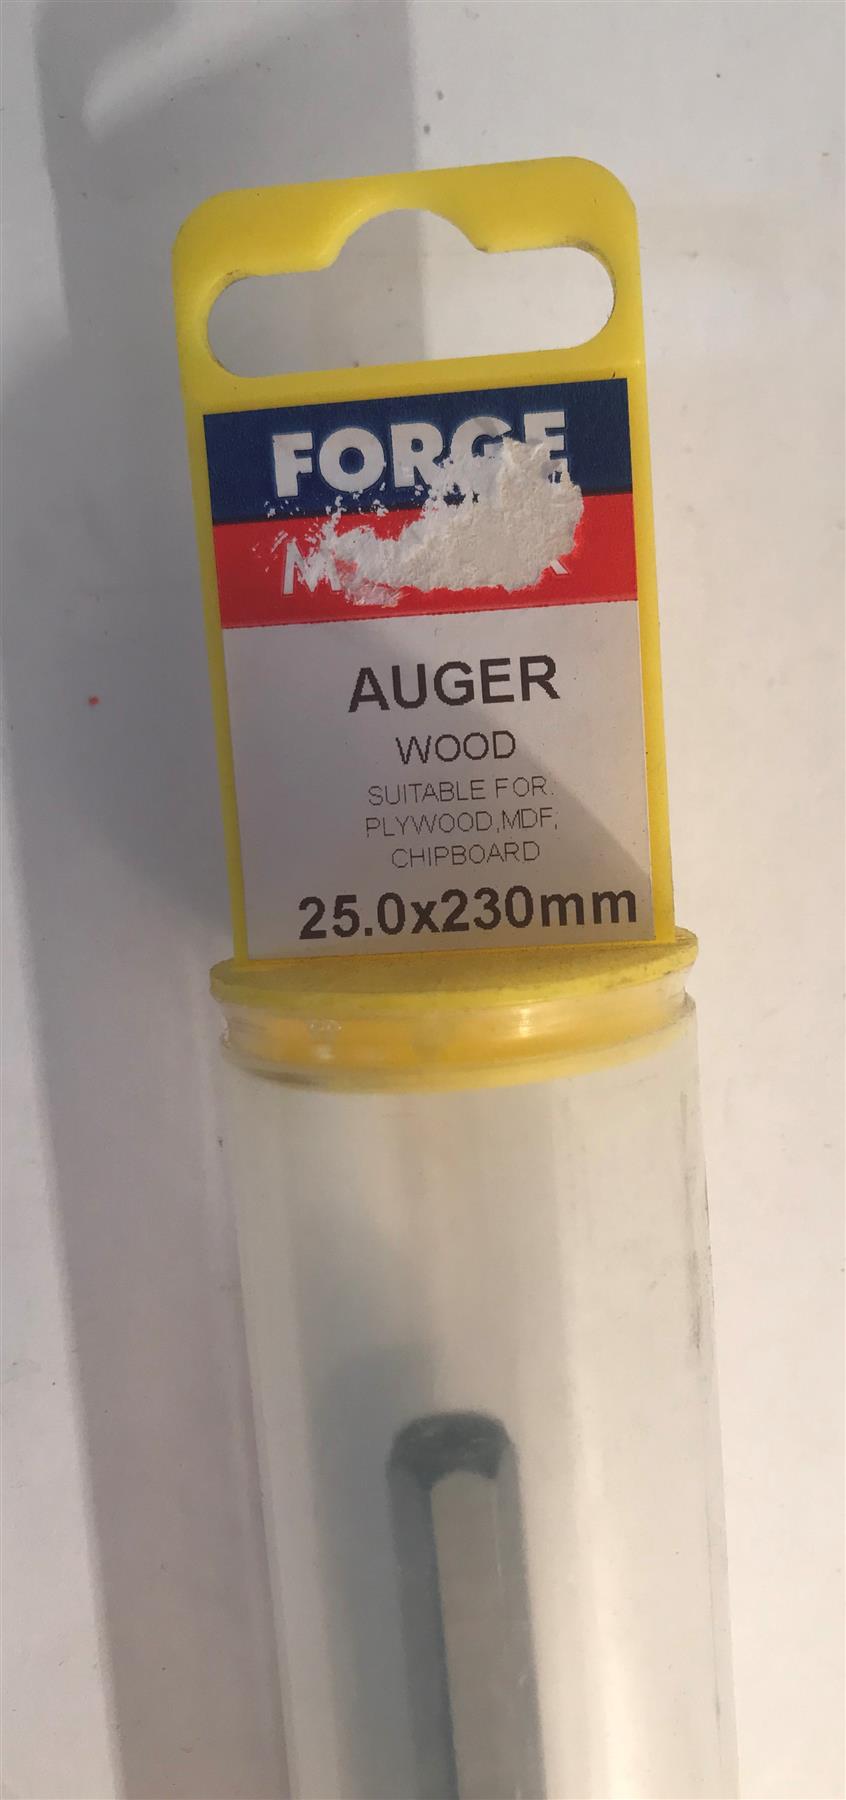 FORGE
AUGER
WOOD
SUITABLE FOR:
PLYWOOD,MDF,
CHIPBOARD
25.0x230mm